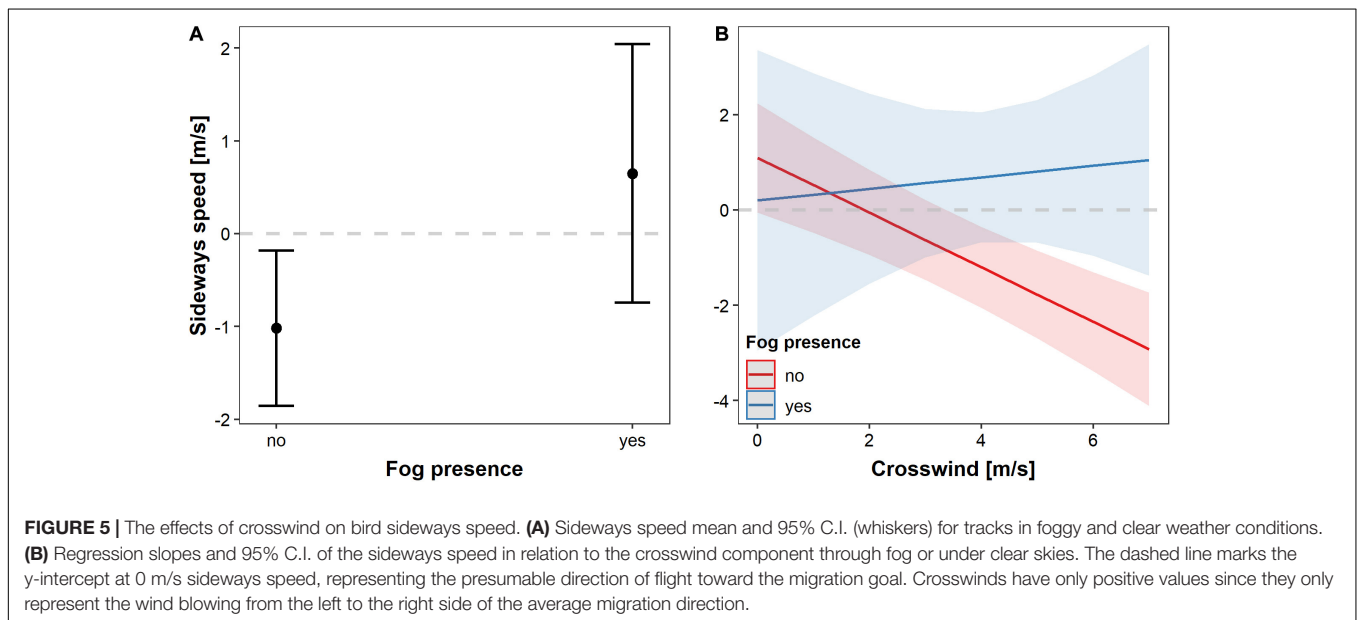 A
2
1
0
-1
-2
Sideways speed [m/s]
no
yes
Fog presence
B
2
0
-2
-4
Fog presence
no
yes
0
2
4
6
Crosswind [m/s]
FIGURE 5 | The effects of crosswind on bird sideways speed. (A) Sideways speed mean and 95% C.I. (whiskers) for tracks in foggy and clear weather conditions.
(B) Regression slopes and 95% C.I. of the sideways speed in relation to the crosswind component through fog or under clear skies. The dashed line marks the
y-intercept at 0 m/s sideways speed, representing the presumable direction of flight toward the migration goal. Crosswinds have only positive values since they only
represent the wind blowing from the left to the right side of the average migration direction.